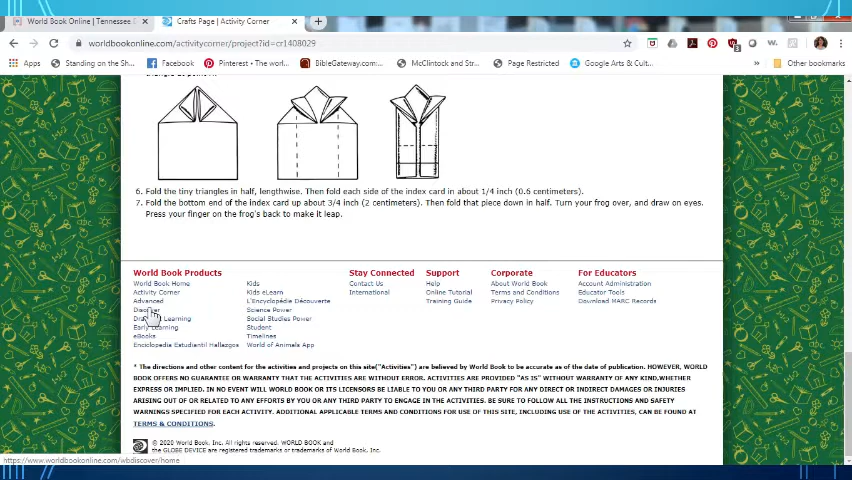 World Book Online | Tennessee E
Crafts Page | Activity Corner
worldbookonline.com/activitycorner/project?id=cr1408029
Apps
Standing on the Sh...
Facebook
Pinterest • The worl...
BibleGateway.com:...
McClintock and Str...
Page Restricted
Google Arts & Cult...
»
Other bookmarks
6. Fold the tiny triangles in half, lengthwise. Then fold each side of the index card in about 1/4 inch (0.6 centimeters).
7. Fold the bottom end of the index card up about 3/4 inch (2 centimeters). Then fold that piece down in half. Turn your frog over, and draw on eyes.
Press your finger on the frog's back to make it leap.
World Book Products
World Book Home
Activity Corner
Advanced
Early Learning
eBooks
Enciclopedia Estudiantil Hallazgos
Kids
Kids eLearn
L'Encyclopédie Découverte
Science Power
Social Studies Power
Student
Timelines
World of Animals App
Stay Connected
Contact Us
International
Support
Help
Online Tutorial
Training Guide
Corporate
About World Book
Terms and Conditions
Privacy Policy
For Educators
Account Administration
Educator Tools
Download MARC Records
* The directions and other content for the activities and projects on this site("Activities") are believed by World Book to be accurate as of the date of publication. HOWEVER, WORLD
BOOK OFFERS NO GUARANTEE OR WARRANTY THAT THE ACTIVITIES ARE WITHOUT ERROR. ACTIVITIES ARE PROVIDED "AS IS" WITHOUT WARRANTY OF ANY KIND,WHETHER
EXPRESS OR IMPLIED. IN NO EVENT WILL WORLD BOOK OR ITS LICENSORS BE LIABLE TO YOU OR ANY THIRD PARTY FOR ANY DIRECT OR INDIRECT DAMAGES OR INJURIES
ARISING OUT OF OR RELATED TO ANY EFFORTS BY YOU OR ANY THIRD PARTY TO ENGAGE IN THE ACTIVITIES. BE SURE TO FOLLOW ALL THE INSTRUCTIONS AND SAFETY
WARNINGS SPECIFIED FOR EACH ACTIVITY. ADDITIONAL APPLICABLE TERMS AND CONDITIONS FOR USE OF THIS SITE, INCLUDING USE OF THE ACTIVITIES, CAN BE FOUND AT
TERMS & CONDITIONS.
© 2020 World Book, Inc. All rights reserved. WORLD BOOK and
the GLOBE DEVICE are registered trademarks or trademarks of World Book, Inc.
https://www.worldbookonline.com/wbdiscover/home